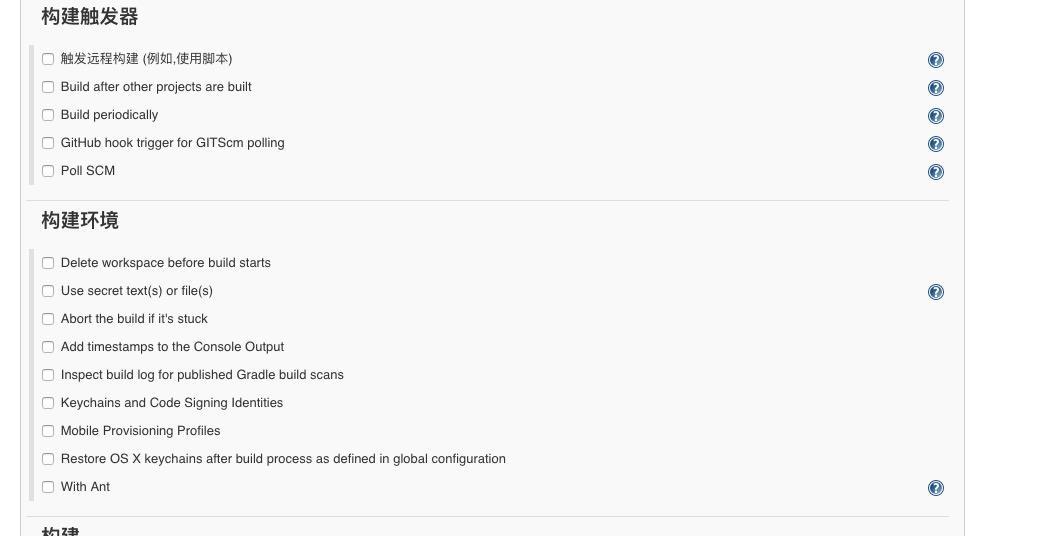 构建触发器
触发远程构建 (例如,使用脚本)
Build after other projects are built
Build periodically
GitHub hook trigger for GITScm polling
Poll SCM
构建环境
Delete workspace before build starts
Use secret text(s) or file(s)
Abort the build if it's stuck
Add timestamps to the Console Output
Inspect build log for published Gradle build scans
Keychains and Code Signing Identities
Mobile Provisioning Profiles
Restore OS X keychains after build process as defined in global configuration
With Ant
构建